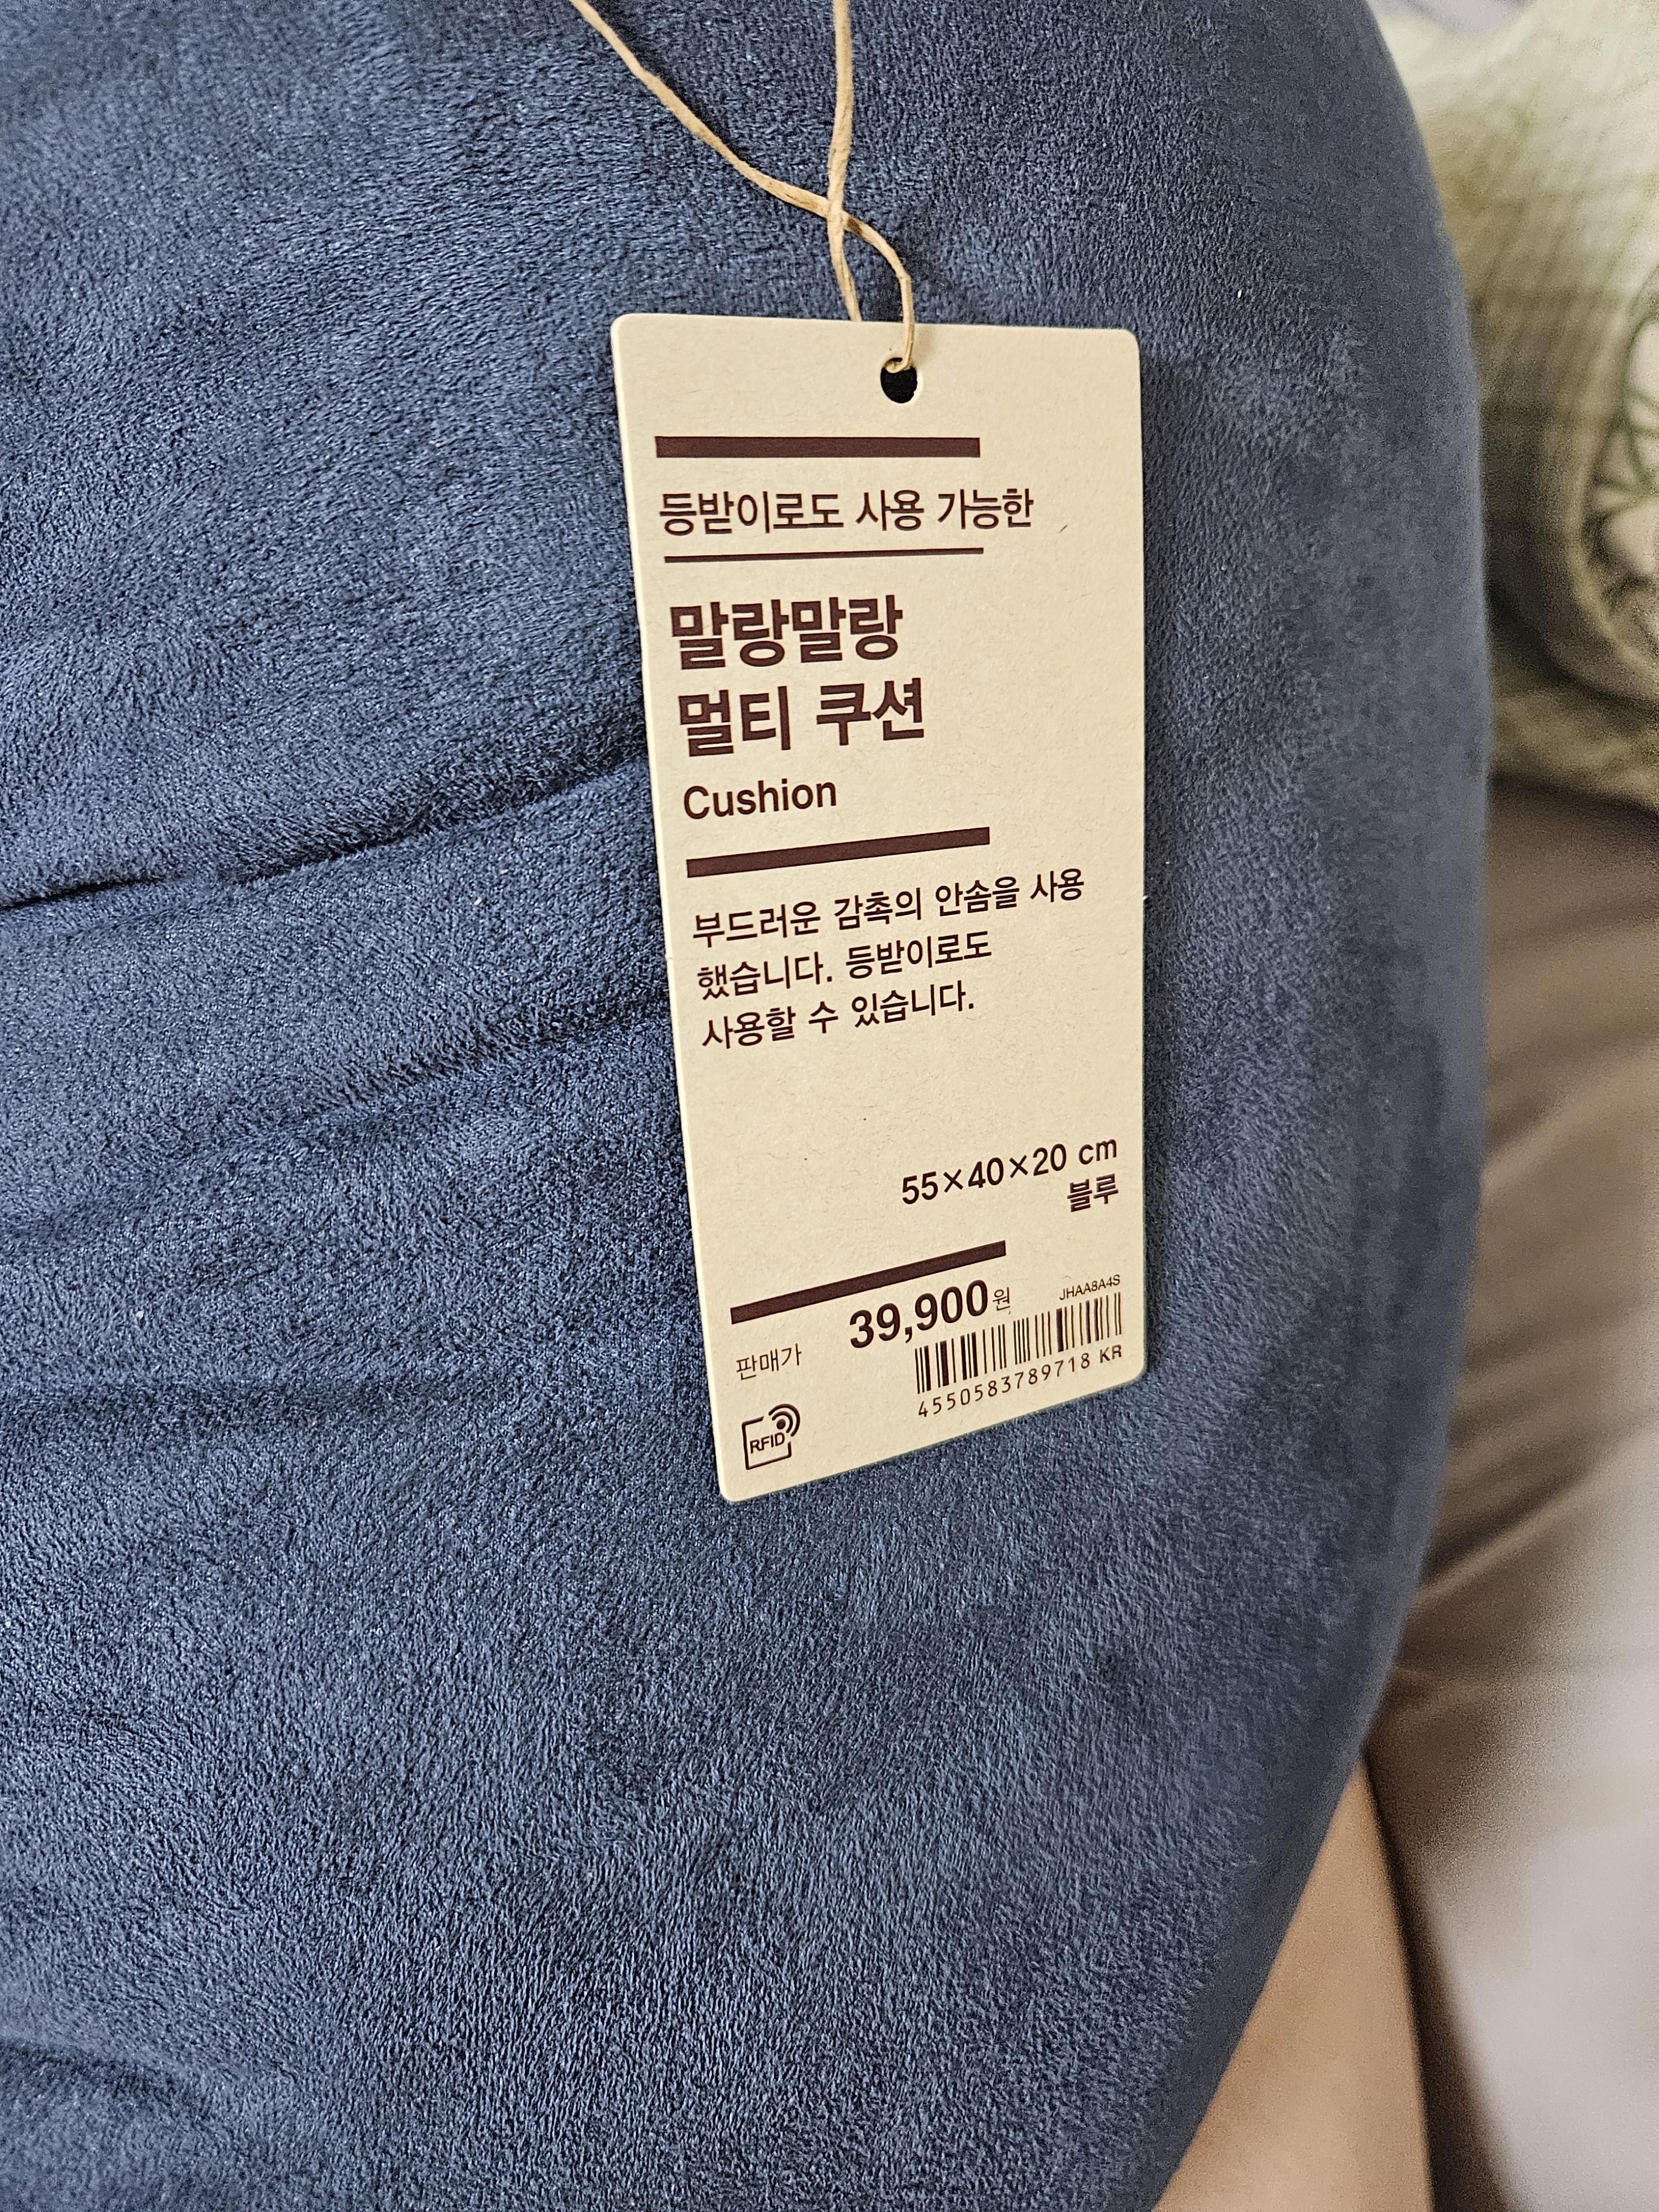 등받이로도 사용 가능한
말랑말랑
멀티 쿠션
Cushion
부드러운 감촉의 안솜을 사용
했습니다. 등받이로도
사용할 수 있습니다.
55×40×20 cm
블루
판매가 39,900원
JHAA8A4S
4550583789718 KR
RFID